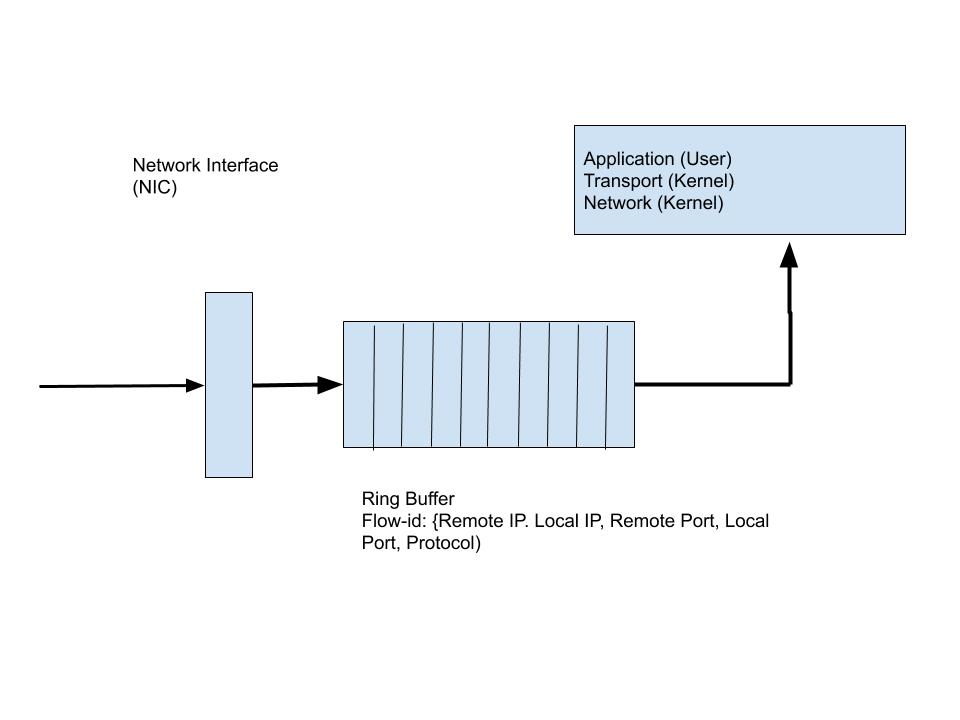 Network Interface
(NIC)
Application (User)
Transport (Kernel)
Network (Kernel)
Ring Buffer
Flow-id: {Remote IP. Local IP, Remote Port, Local
Port, Protocol)